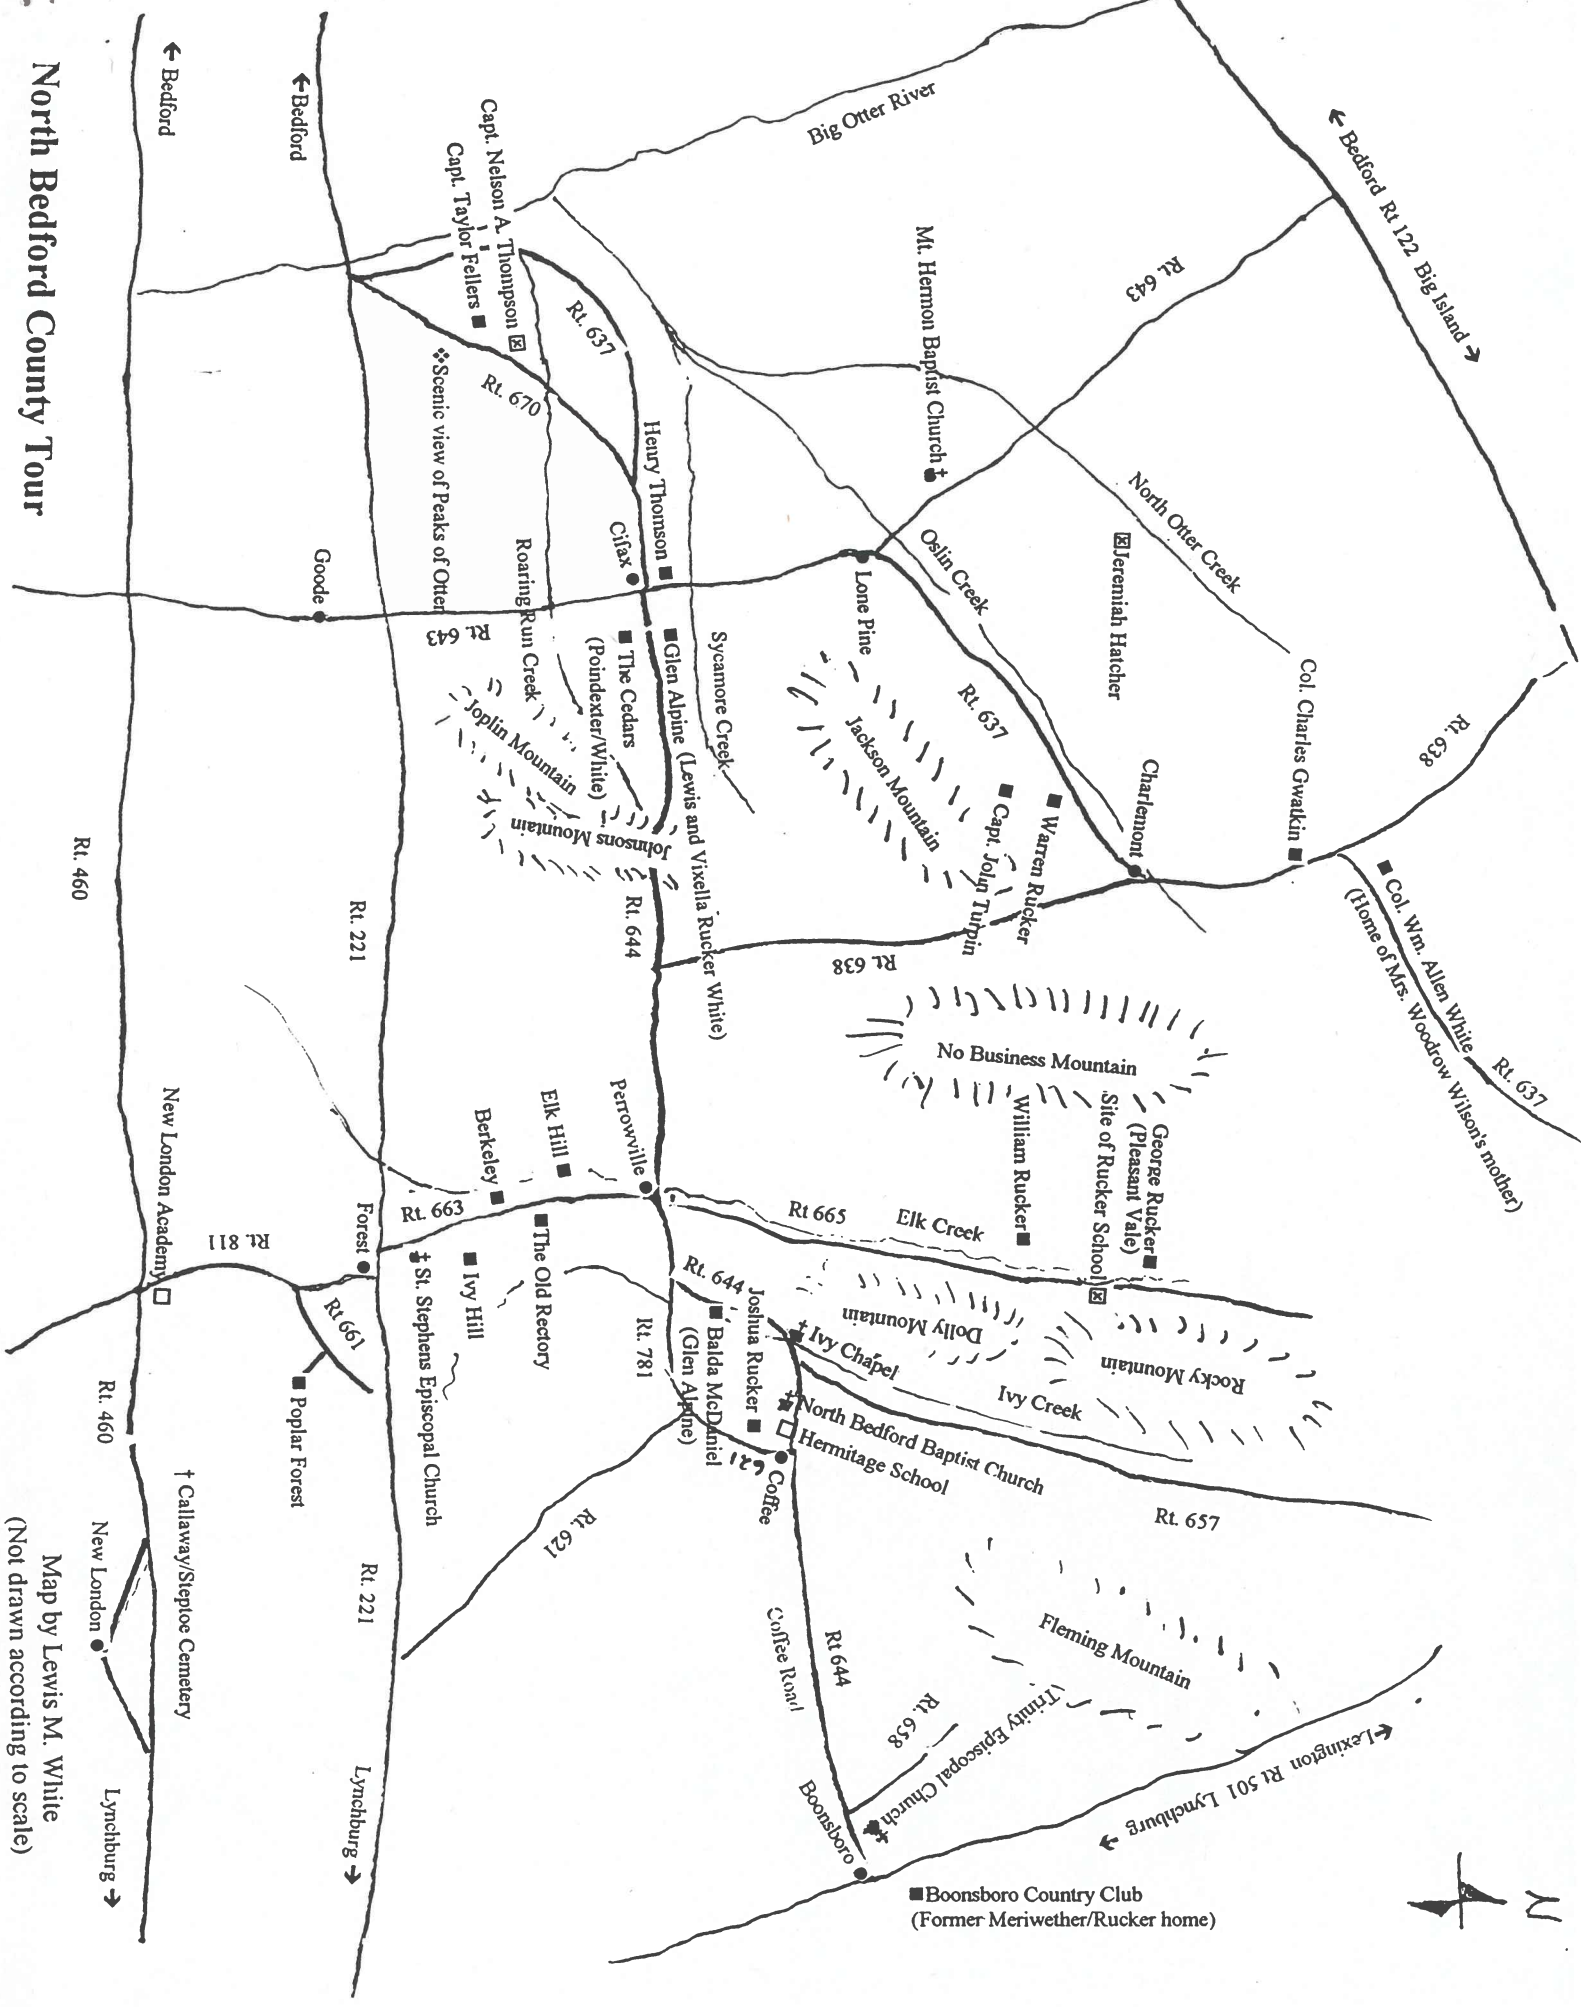 North Bedford County Tour
← Bedford Rt 122 Big Island →
Rt. 638
Rt. 643
Col. Wm. Allen White
(Home of Mrs. Woodrow Wilson's mother)
Rt. 637
Col. Charles Gwatkin
North Otter Creek
Jeremiah Hatcher
Charlemont
Mt. Hermon Baptist Church
Big Otter River
Oslin Creek
Lone Pine
Rt. 637
Jackson Mountain
Warren Rucker
Capt. John Turpin
Rt. 638
No Business Mountain
George Rucker
(Pleasant Vale)
Site of Rucker School
William Rucker
Elk Creek
Rt 665
Rocky Mountain
Dolly Mountain
Ivy Creek
Ivy Chapel
Rt. 657
North Bedford Baptist Church
Hermitage School
Coffee
Joshua Rucker
Balda McDaniel
(Glen Alpine)
Rt. 644
621
Rt. 781
Rt. 621
Fleming Mountain
← Lexington Rt 501 Lynchburg →
Trinity Episcopal Church
Rt. 658
Rt 644
Coffee Road
Boonsboro
Boonsboro Country Club
(Former Meriwether/Rucker home)
N
Sycamore Creek
Glen Alpine (Lewis and Vixella Rucker White)
Henry Thomson
Cifax
The Cedars
(Poindexter/White)
Johnsons Mountain
Joplin Mountain
Rt. 644
Rt. 637
Rt. 670
Capt. Nelson A. Thompson
Capt. Taylor Fellers
Scenic view of Peaks of Otter
Roaring Run Creek
Rt. 643
Goode
Perrowville
Elk Hill
Berkeley
Rt. 663
The Old Rectory
Ivy Hill
St. Stephens Episcopal Church
Forest
← Bedford
Rt. 221
Rt. 221
Lynchburg →
Rt. 811
Rt 661
Poplar Forest
New London Academy
† Callaway/Steptoe Cemetery
← Bedford
Rt. 460
Rt. 460
New London
Lynchburg →
Map by Lewis M. White
(Not drawn according to scale)